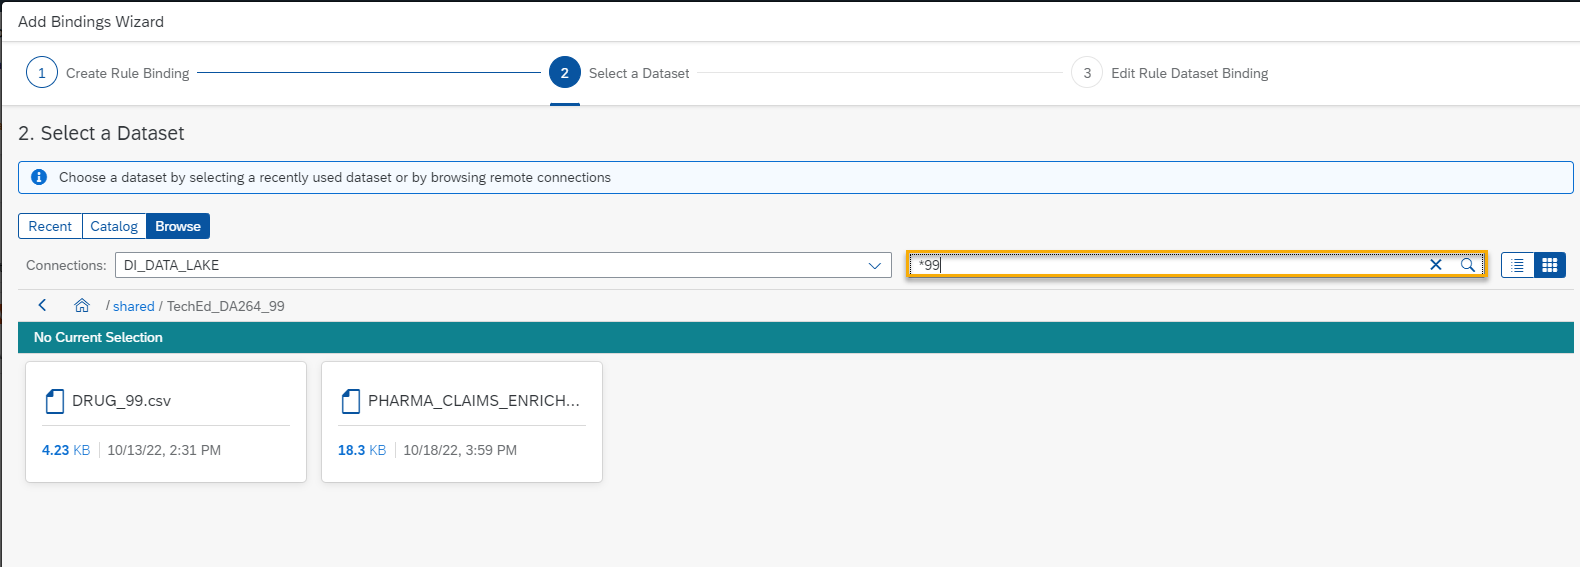 Add Bindings Wizard
1 Create Rule Binding 2 Select a Dataset 3 Edit Rule Dataset Binding
2. Select a Dataset
Choose a dataset by selecting a recently used dataset or by browsing remote connections
Recent Catalog Browse
Connections: DI_DATA_LAKE *99
/ shared / TechEd_DA264_99
No Current Selection
DRUG_99.csv PHARMA_CLAIMS_ENRICH...
4.23 KB 10/13/22, 2:31 PM 18.3 KB 10/18/22, 3:59 PM